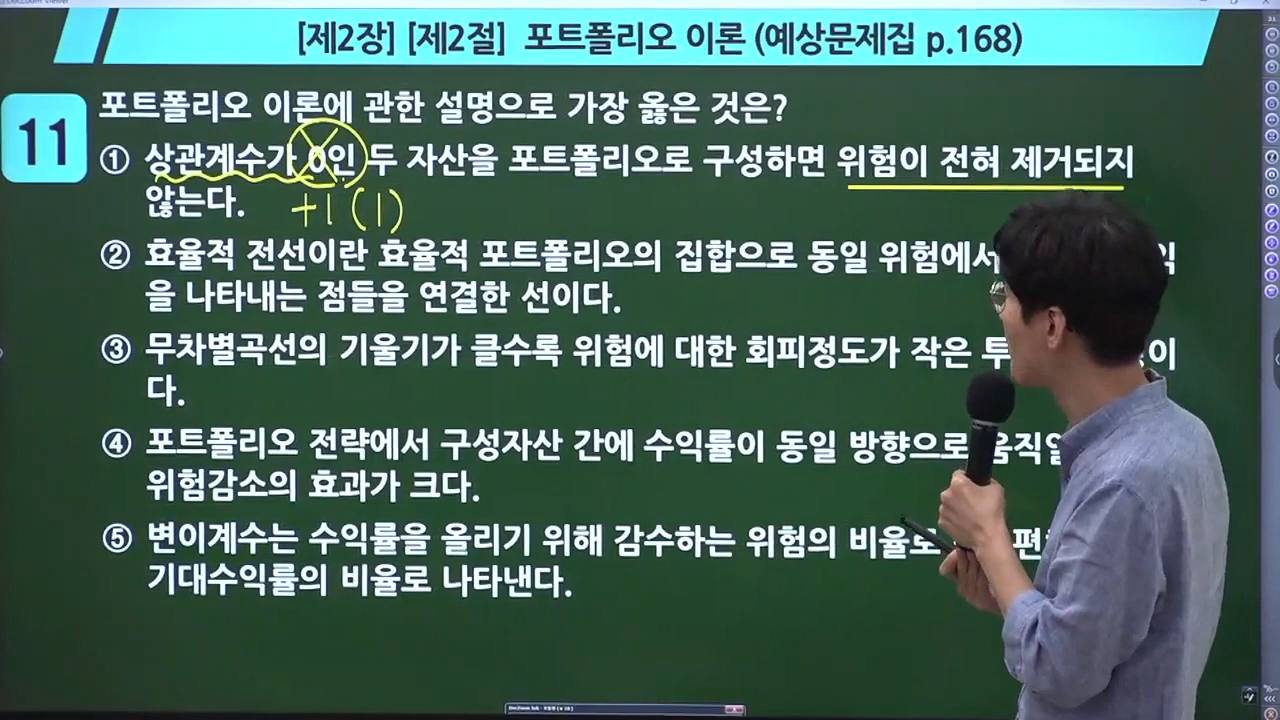 [제2장] [제2절] 포트폴리오 이론 (예상문제집 p.168)
11
포트폴리오 이론에 관한 설명으로 가장 옳은 것은?
① 상관계수가 0인 두 자산을 포트폴리오로 구성하면 위험이 전혀 제거되지
않는다. +1 (1)
② 효율적 전선이란 효율적 포트폴리오의 집합으로 동일 위험에서
을 나타내는 점들을 연결한 선이다.
③ 무차별곡선의 기울기가 클수록 위험에 대한 회피정도가 작은 이
다.
④ 포트폴리오 전략에서 구성자산 간에 수익률이 동일 방향으로
위험감소의 효과가 크다.
⑤ 변이계수는 수익률을 올리기 위해 감수하는 위험의 비율로
기대수익률의 비율로 나타낸다.